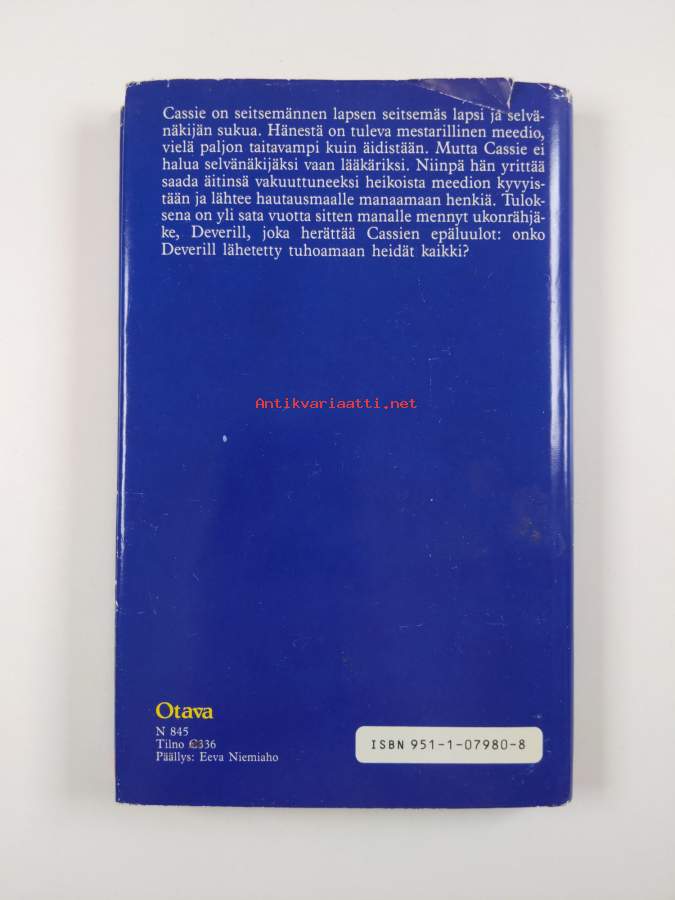 Cassie on seitsemännen lapsen seitsemäs lapsi ja selvä-
näkijän sukua. Hänestä on tuleva mestarillinen meedio,
vielä paljon taitavampi kuin äidistään. Mutta Cassie ei
halua selvänäkijäksi vaan lääkäriksi. Niinpä hän yrittää
saada äitinsä vakuuttuneeksi heikoista meedion kyvyis-
tään ja lähtee hautausmaalle manaamaan henkiä. Tulok-
sena on yli sata vuotta sitten manalle mennyt ukonrähjä-
ke, Deverill, joka herättää Cassien epäluulot: onko
Deverill lähetetty tuhoamaan heidät kaikki?
Antikvariaatti.net
Otava
N 845
Tilno
Päällys: Eeva Niemiaho
ISBN 951-1-07980-8